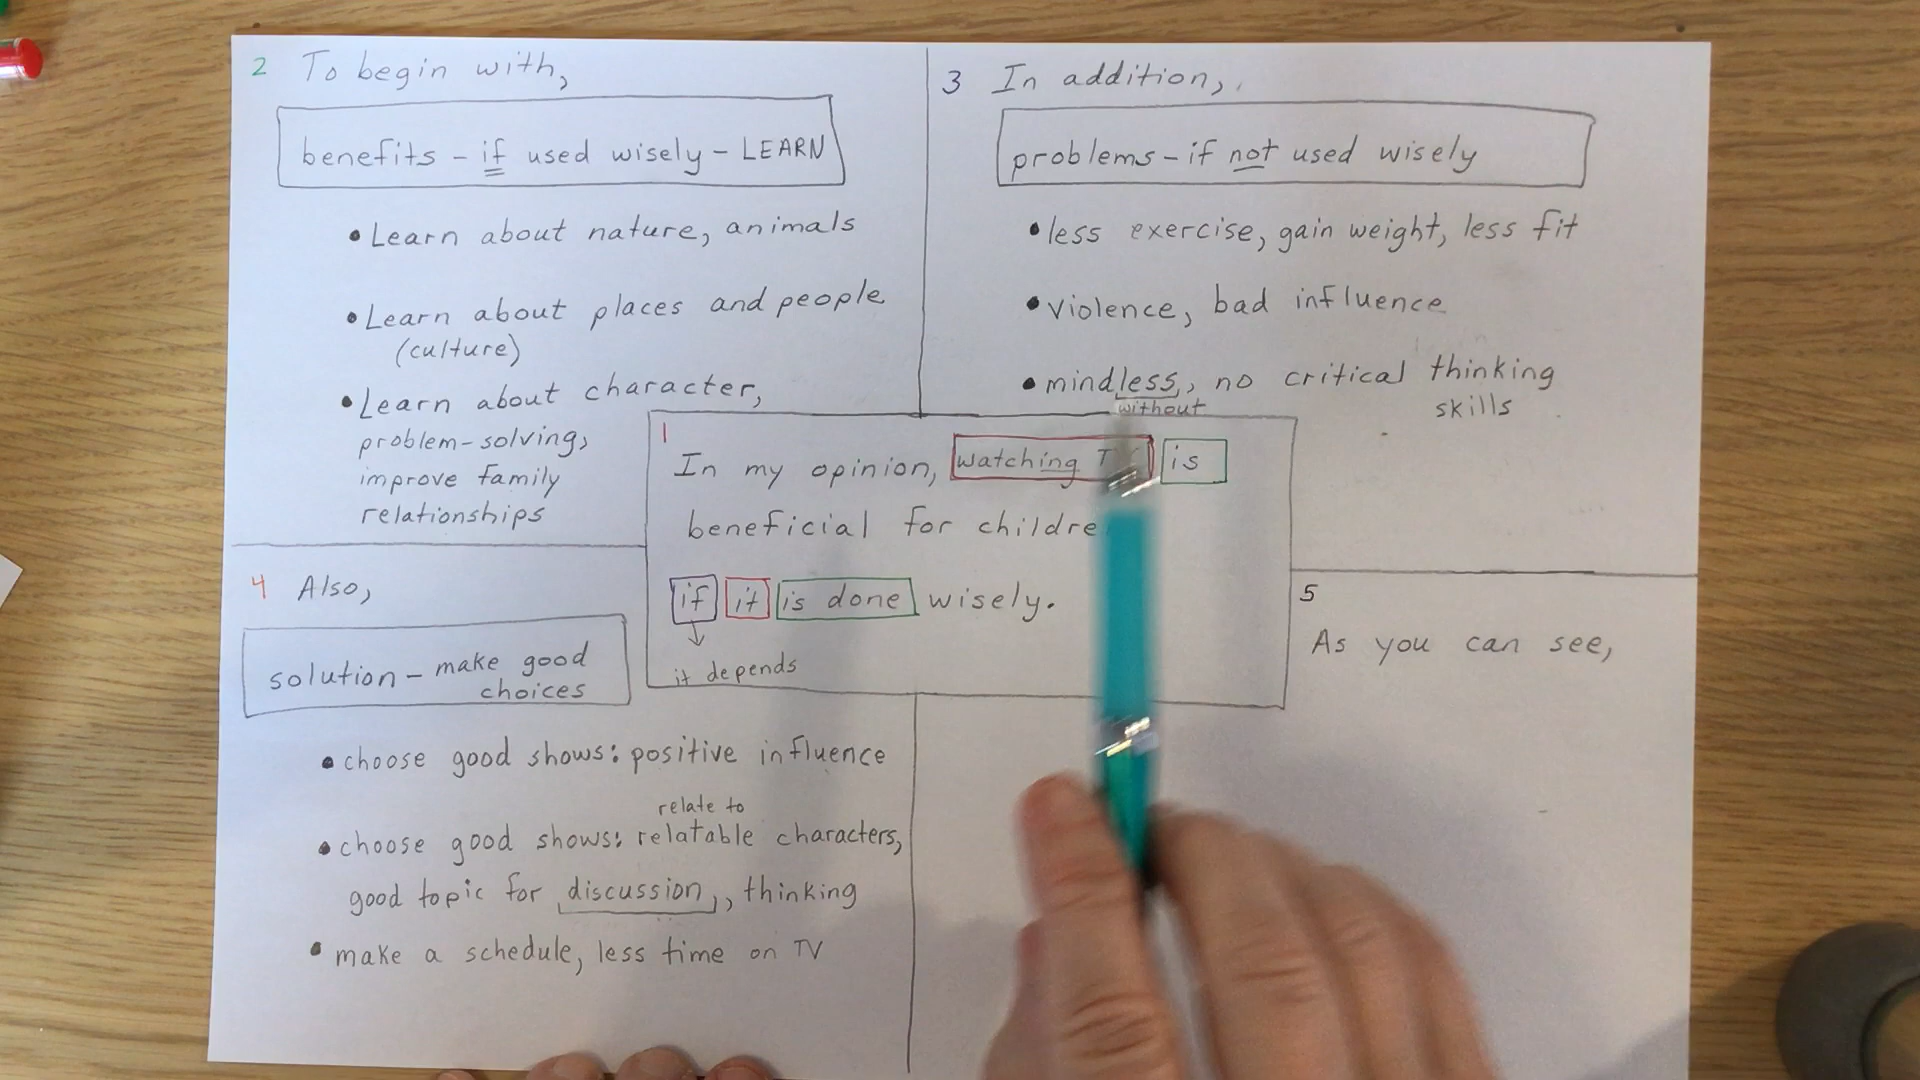 2 To begin with,
benefits - if used wisely - LEARN
• Learn about nature, animals
• Learn about places and people
(culture)
• Learn about character,
problem-solving,
improve family
relationships
3 In addition,
problems - if not used wisely
• less exercise, gain weight, less fit
• violence, bad influence
• mindless, no critical thinking
without
skills
1
In my opinion, watching is
beneficial for
if it is done wisely.
it depends
4 Also,
solution - make good
choices
• choose good shows: positive influence
relate to
• choose good shows: relatable characters,
good topic for discussion, thinking
• make a schedule, less time on TV
5
As you can see,